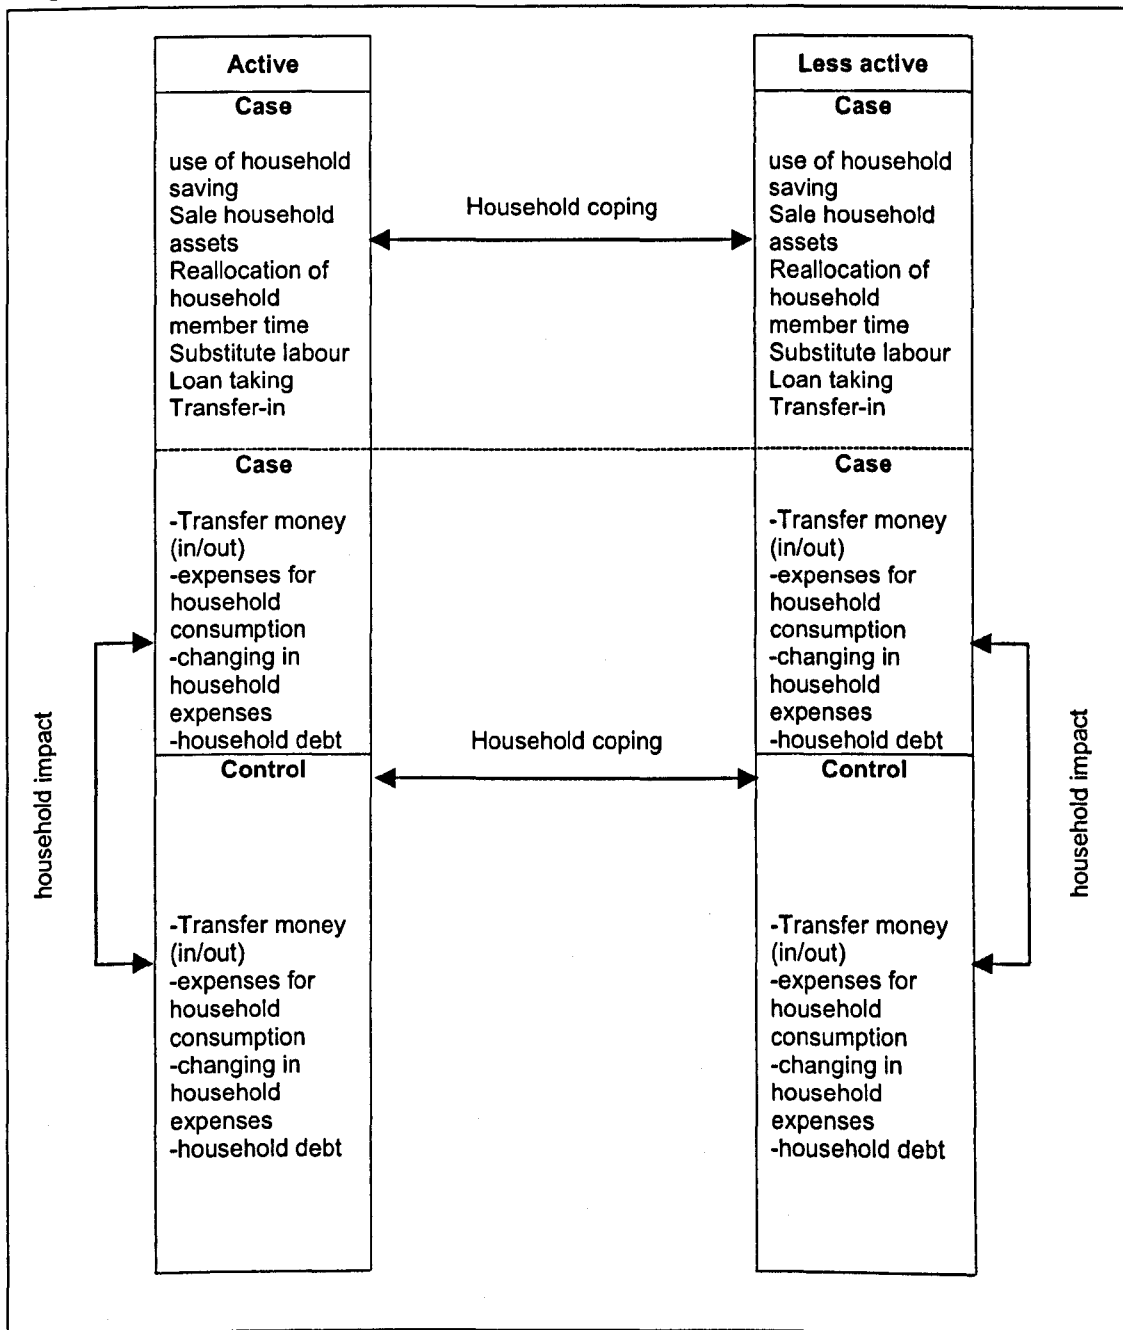 Active
Case
use of household
saving
Sale household
assets
Reallocation of
household
member time
Substitute labour
Loan taking
Transfer-in
Case
-Transfer money
(in/out)
-expenses for
household
consumption
-changing in
household
expenses
-household debt
Control
-Transfer money
(in/out)
-expenses for
household
consumption
-changing in
household
expenses
-household debt
household impact
Household coping
Household coping
Less active
Case
use of household
saving
Sale household
assets
Reallocation of
household
member time
Substitute labour
Loan taking
Transfer-in
Case
-Transfer money
(in/out)
-expenses for
household
consumption
-changing in
household
expenses
-household debt
Control
-Transfer money
(in/out)
-expenses for
household
consumption
-changing in
household
expenses
-household debt
household impact